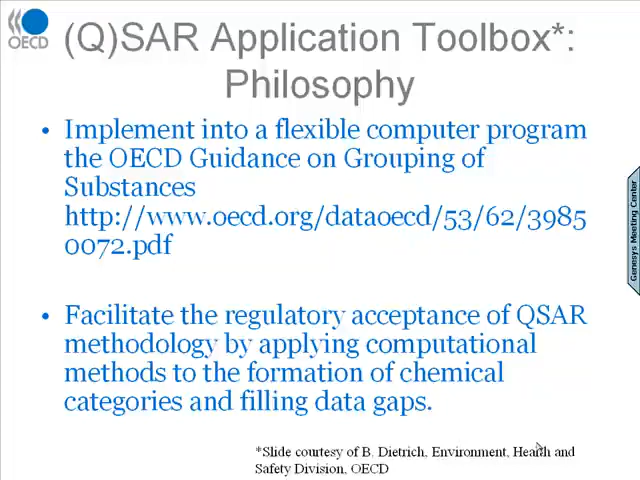 OECD
(Q)SAR Application Toolbox*:
Philosophy
• Implement into a flexible computer program
the OECD Guidance on Grouping of
Substances
http://www.oecd.org/dataoecd/53/62/3985
0072.pdf
• Facilitate the regulatory acceptance of QSAR
methodology by applying computational
methods to the formation of chemical
categories and filling data gaps.
*Slide courtesy of B. Dietrich, Environment, Health and
Safety Division, OECD
Genesys Meeting Center